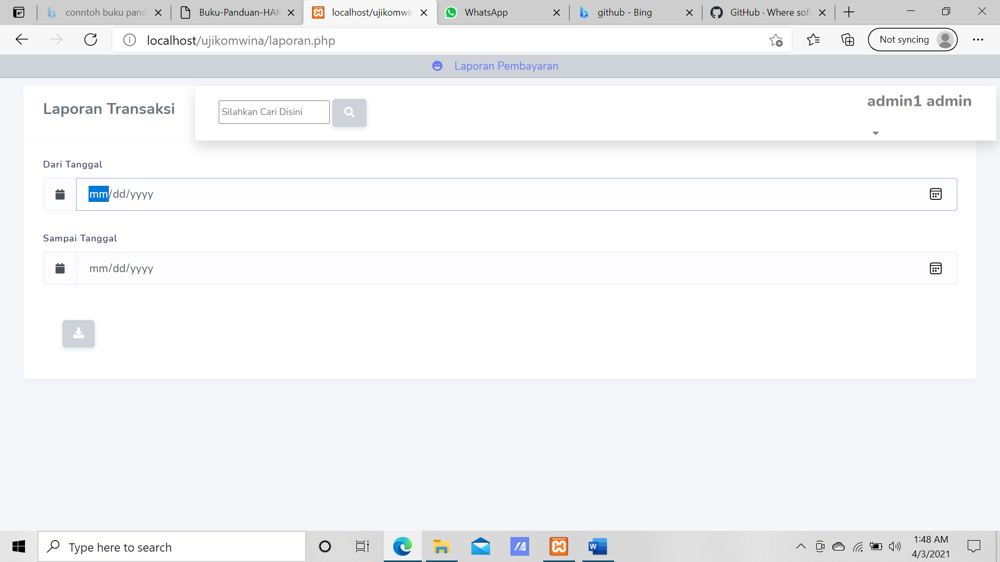 conntoh buku pand
Buku-Panduan-HAK
localhost/ujikomwin
WhatsApp
github - Bing
GitHub · Where soft
localhost/ujikomwina/laporan.php
Not syncing
Laporan Pembayaran
Laporan Transaksi
Silahkan Cari Disini
admin1 admin
Dari Tanggal
mm/dd/yyyy
Sampai Tanggal
mm/dd/yyyy
Type here to search
W
1:48 AM
4/3/2021